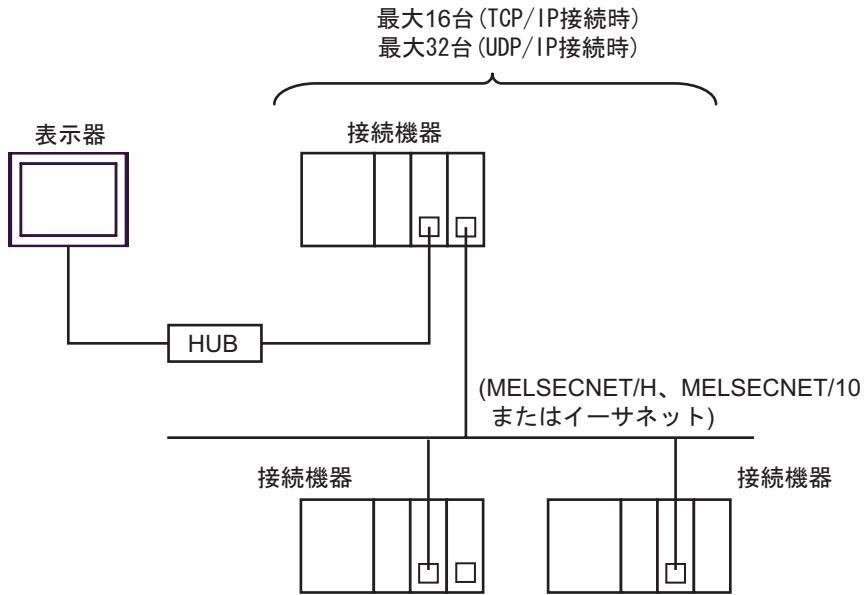 最大16台(TCP/IP接続時)
最大32台(UDP/IP接続時)
表示器
接続機器
HUB
(MELSECNET/H、MELSECNET/10
またはイーサネット)
接続機器
接続機器